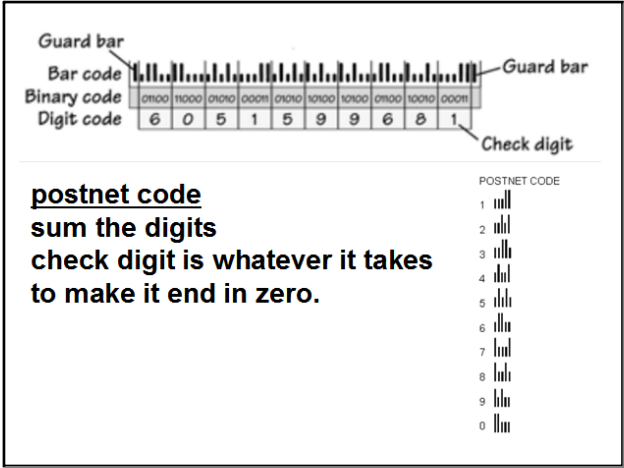 Guard bar
Bar code
Guard bar
Binary code 01100 11000 01010 00011 01010 10100 10100 01100 10010 00011
Digit code 6 0 5 1 5 9 9 6 8 1
Check digit
postnet code
sum the digits
check digit is whatever it takes
to make it end in zero.
POSTNET CODE
1
2
3
4
5
6
7
8
9
0